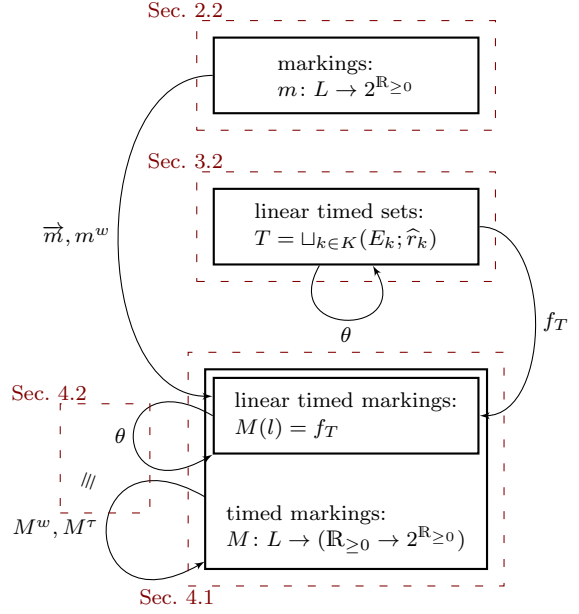 Sec. 2.2
markings:
m: L → 2^{ℝ≥0}
Sec. 3.2
linear timed sets:
T = ⊔_{k∈K}(E_k; r̂_k)
m⃗, m^w
θ
f_T
Sec. 4.2
linear timed markings:
M(l) = f_T
θ
≡
M^w, M^τ
timed markings:
M: L → (ℝ≥0 → 2^{ℝ≥0})
Sec. 4.1